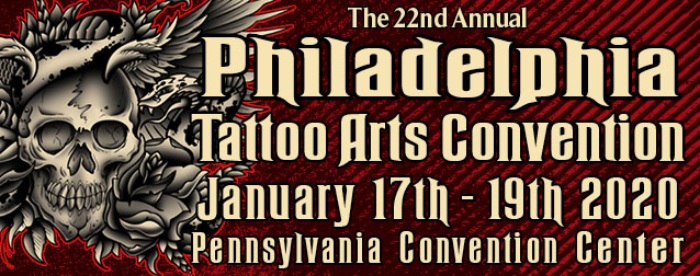 The 22nd Annual
Philadelphia
Tattoo Arts Convention
January 17th - 19th 2020
Pennsylvania Convention Center